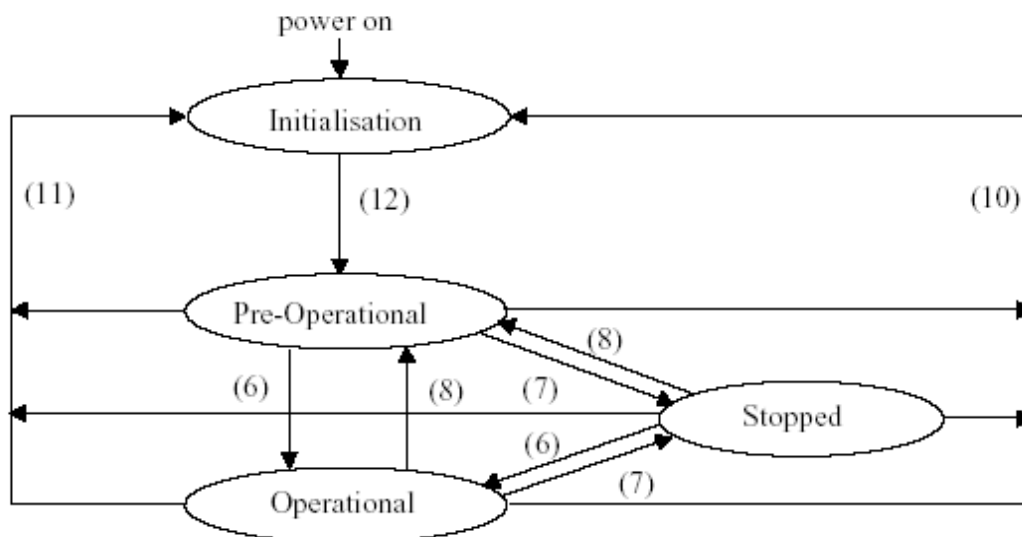 power on
Initialisation
(11)
(12)
(10)
Pre-Operational
(8)
(6)
(8)
(7)
Stopped
(6)
(7)
Operational